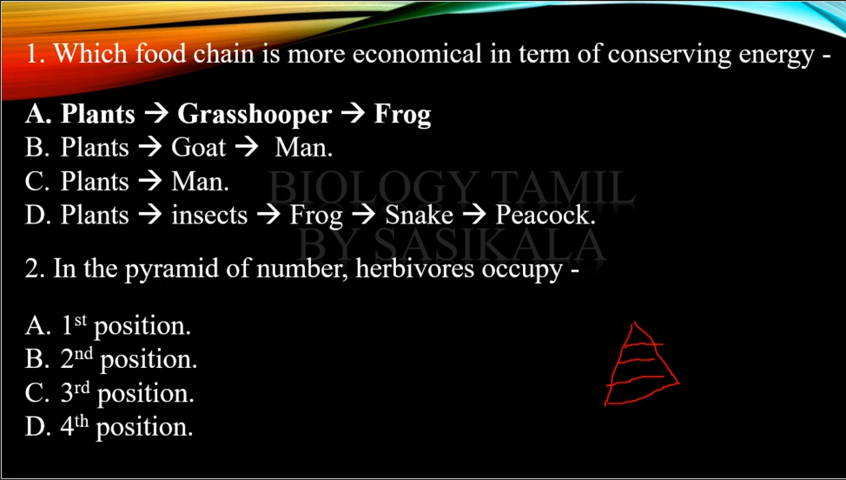 1. Which food chain is more economical in term of conserving energy -
A. Plants → Grasshooper → Frog
B. Plants → Goat → Man.
C. Plants → Man.
BIOLOGY TAMIL
D. Plants → insects → Frog → Snake → Peacock.
BY SASIKALA
2. In the pyramid of number, herbivores occupy -
A. 1st position.
B. 2nd position.
C. 3rd position.
D. 4th position.